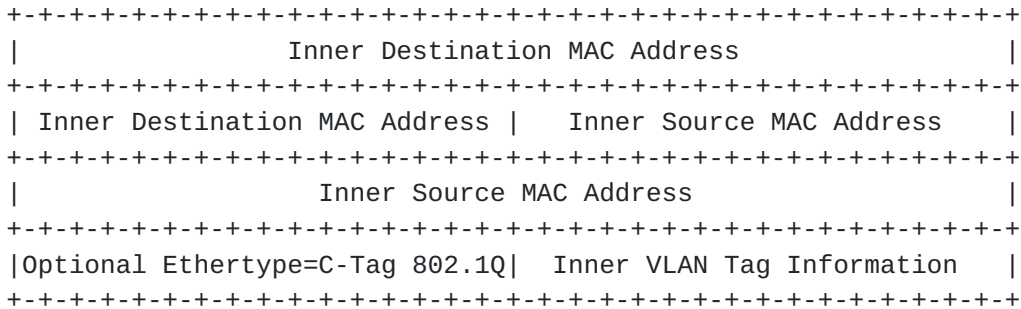 +-+-+-+-+-+-+-+-+-+-+-+-+-+-+-+-+-+-+-+-+-+-+-+-+-+-+-+-+-+-+-+-+
|                 Inner Destination MAC Address                 |
+-+-+-+-+-+-+-+-+-+-+-+-+-+-+-+-+-+-+-+-+-+-+-+-+-+-+-+-+-+-+-+-+
| Inner Destination MAC Address |   Inner Source MAC Address    |
+-+-+-+-+-+-+-+-+-+-+-+-+-+-+-+-+-+-+-+-+-+-+-+-+-+-+-+-+-+-+-+-+
|                   Inner Source MAC Address                    |
+-+-+-+-+-+-+-+-+-+-+-+-+-+-+-+-+-+-+-+-+-+-+-+-+-+-+-+-+-+-+-+-+
|Optional Ethertype=C-Tag 802.1Q|  Inner VLAN Tag Information   |
+-+-+-+-+-+-+-+-+-+-+-+-+-+-+-+-+-+-+-+-+-+-+-+-+-+-+-+-+-+-+-+-+